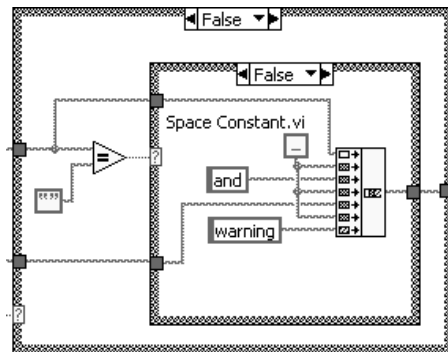 False
False
Space Constant.vi
=
?
and
""
warning
?